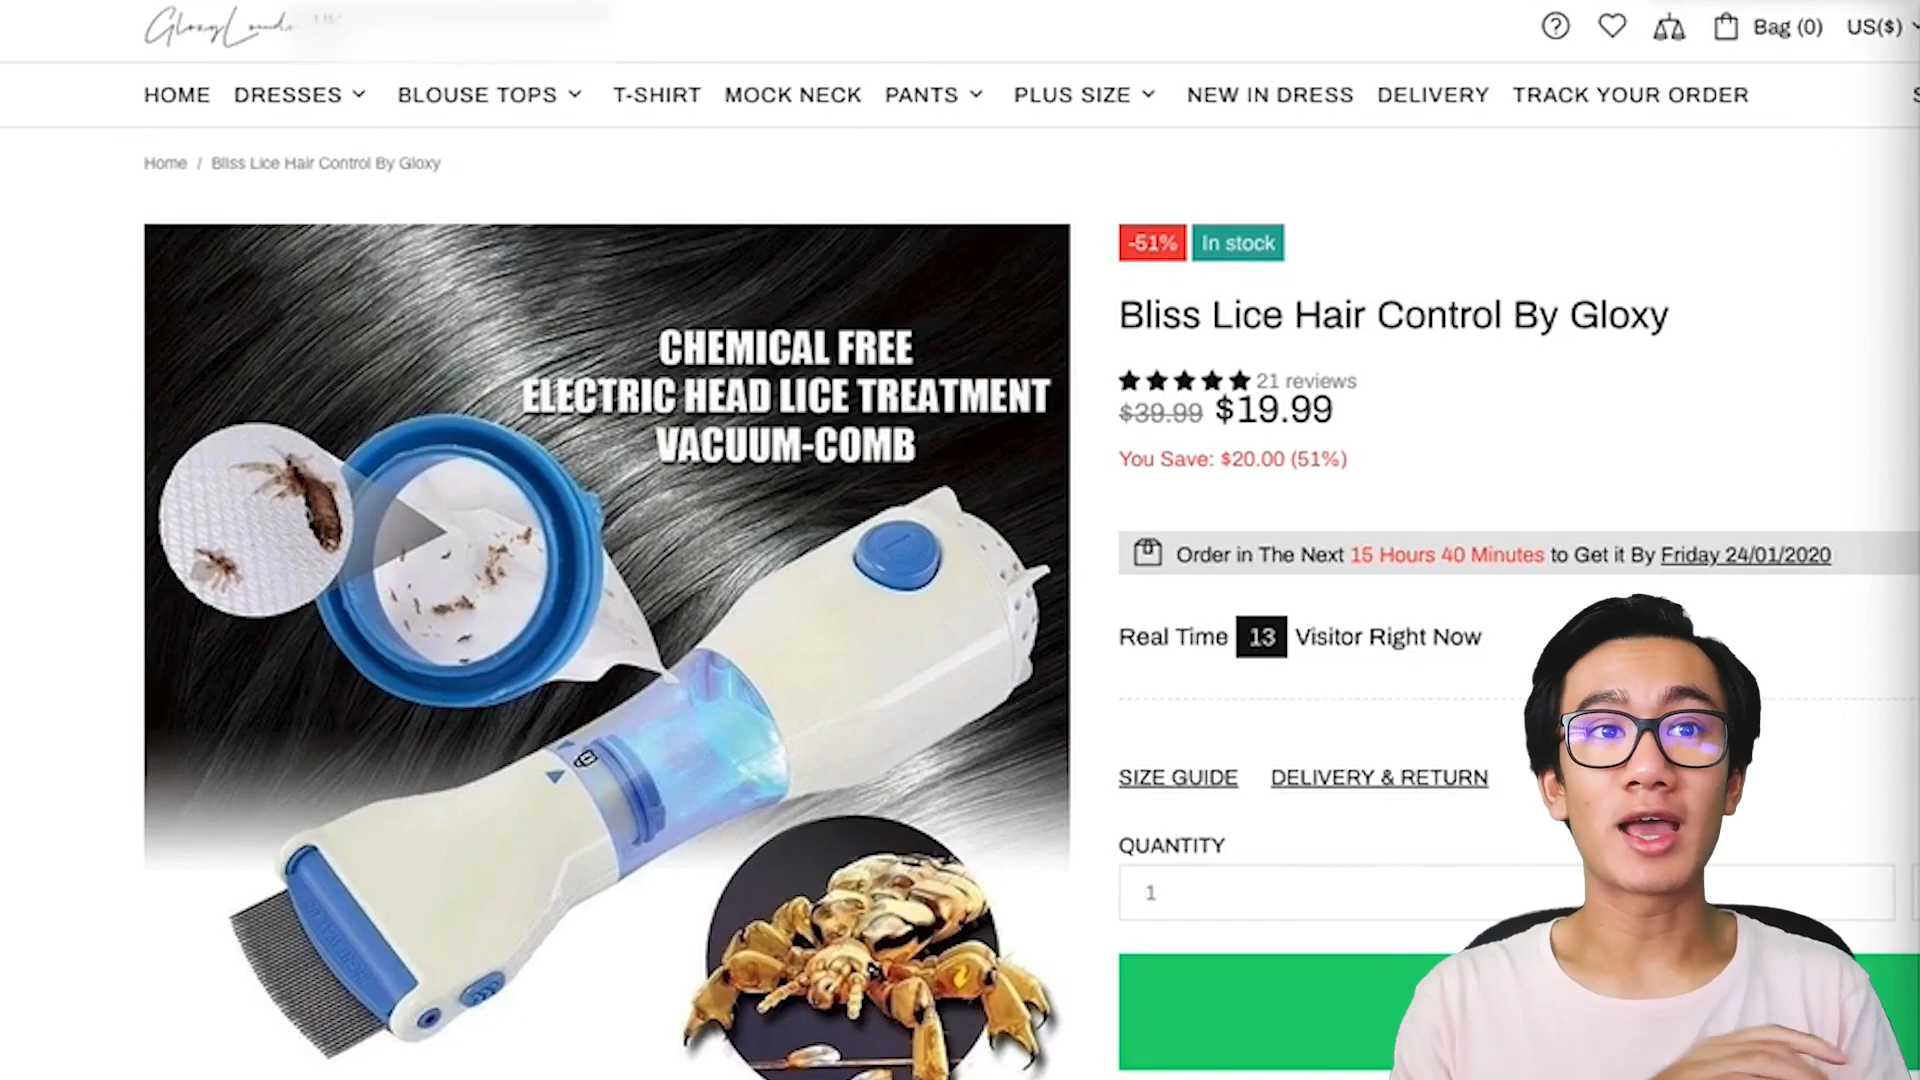 Bag (0) US($)
HOME DRESSES BLOUSE TOPS T-SHIRT MOCK NECK PANTS PLUS SIZE NEW IN DRESS DELIVERY TRACK YOUR ORDER
Home / Bliss Lice Hair Control By Gloxy
-51% In stock
Bliss Lice Hair Control By Gloxy
21 reviews
$39.99 $19.99
You Save: $20.00 (51%)
Order in The Next 15 Hours 40 Minutes to Get it By Friday 24/01/2020
Real Time 13 Visitor Right Now
SIZE GUIDE DELIVERY & RETURN
QUANTITY
1
CHEMICAL FREE
ELECTRIC HEAD LICE TREATMENT
VACUUM-COMB